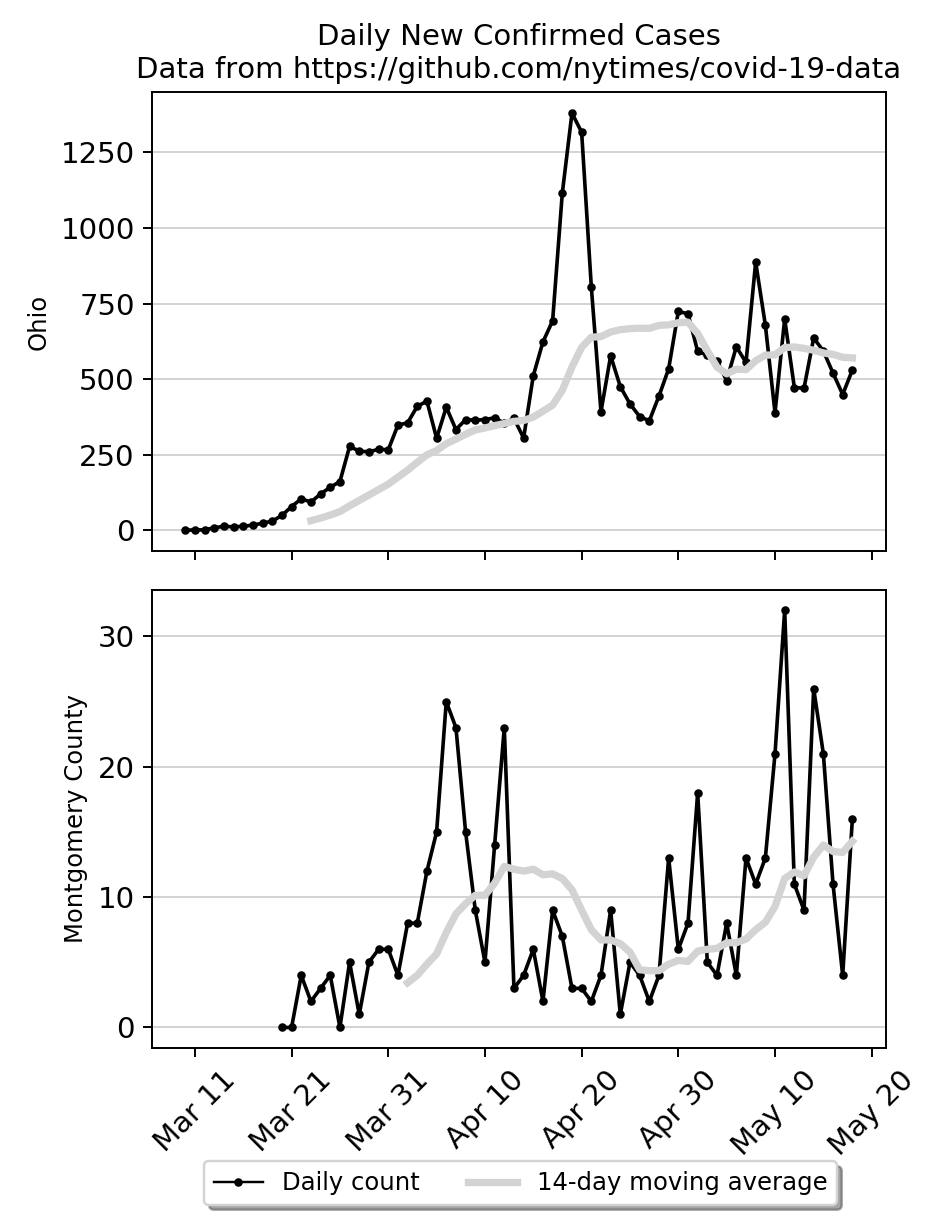 Daily New Confirmed Cases
Data from https://github.com/nytimes/covid-19-data
1250
1000
750
500
250
0
Ohio
30
20
10
0
Montgomery County
Mar 11
Mar 21
Mar 31
Apr 10
Apr 20
Apr 30
May 10
May 20
Daily count
14-day moving average